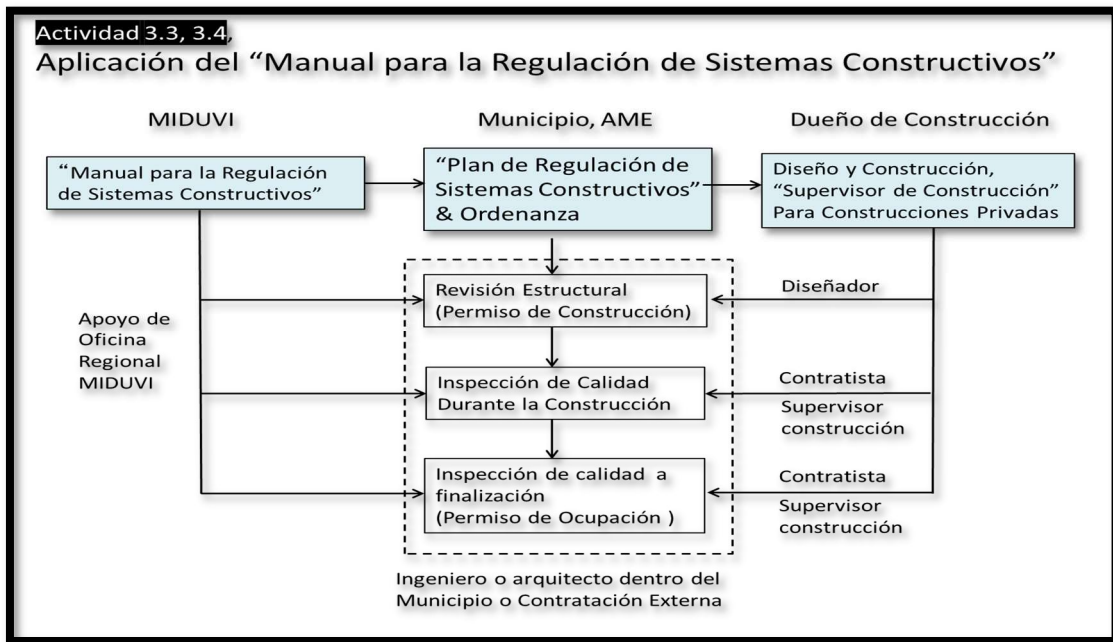 Actividad 3.3, 3.4,
Aplicación del “Manual para la Regulación de Sistemas Constructivos”
MIDUVI
Municipio, AME
Dueño de Construcción
“Manual para la Regulación
de Sistemas Constructivos”
“Plan de Regulación de
Sistemas Constructivos”
& Ordenanza
Diseño y Construcción,
“Supervisor de Construcción”
Para Construcciones Privadas
Apoyo de
Oficina
Regional
MIDUVI
Revisión Estructural
(Permiso de Construcción)
Diseñador
Inspección de Calidad
Durante la Construcción
Contratista
Supervisor
construcción
Inspección de calidad a
finalización
(Permiso de Ocupación )
Contratista
Supervisor
construcción
Ingeniero o arquitecto dentro del
Municipio o Contratación Externa